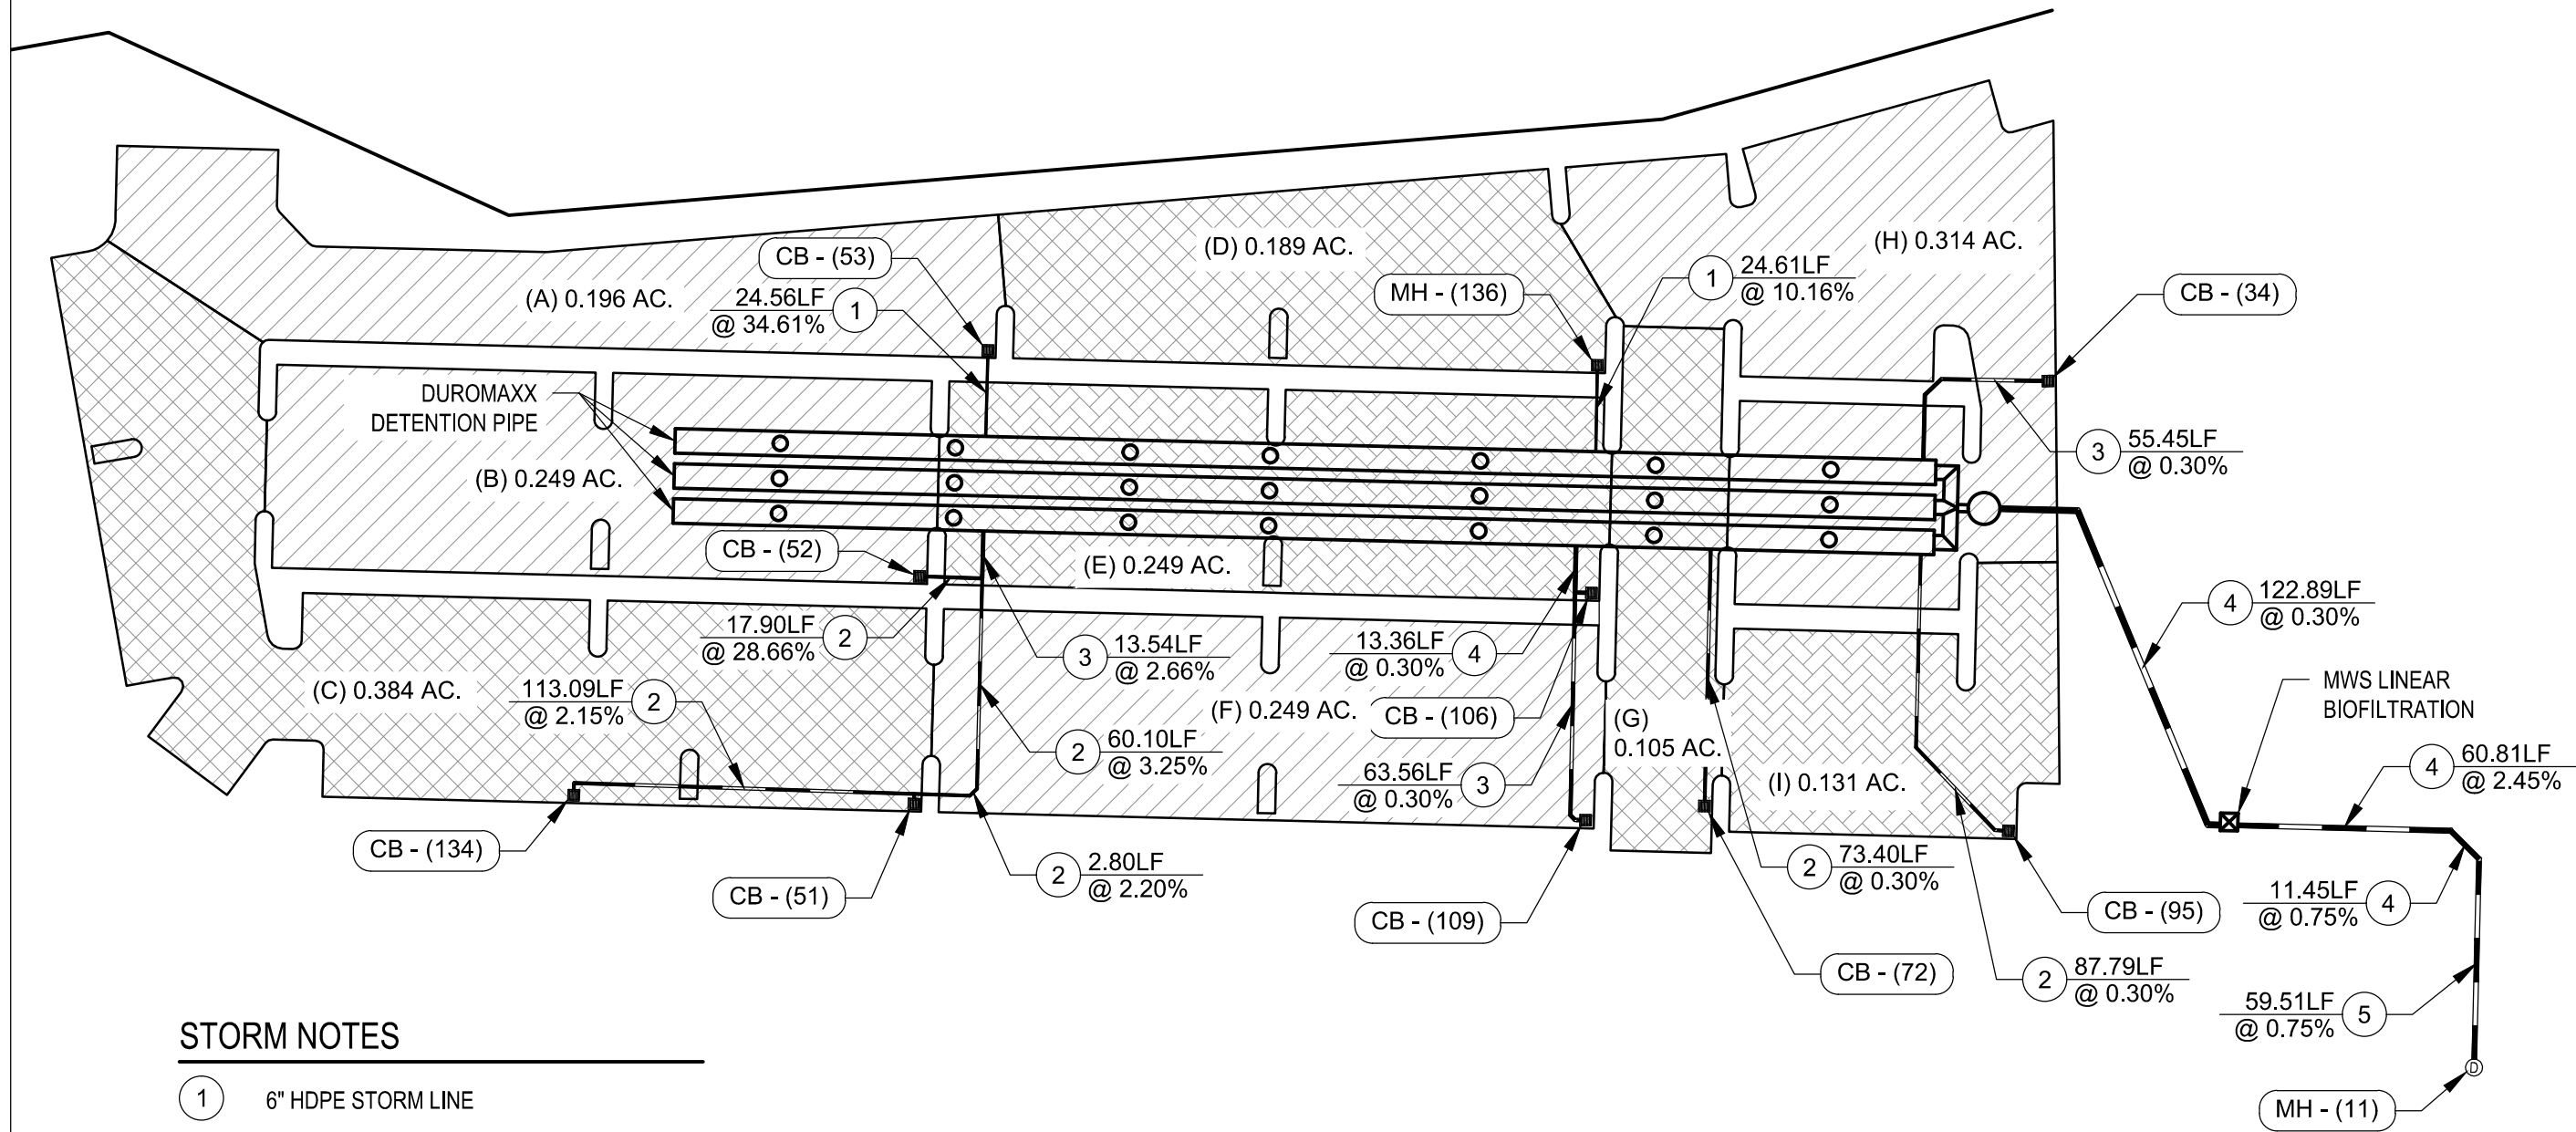 (D) 0.189 AC.
(H) 0.314 AC.
CB - (53)
(A) 0.196 AC.
24.56LF
@ 34.61%
1
MH - (136)
1
24.61LF
@ 10.16%
CB - (34)
DUROMAXX
DETENTION PIPE
3
55.45LF
@ 0.30%
(B) 0.249 AC.
CB - (52)
(E) 0.249 AC.
4
122.89LF
@ 0.30%
17.90LF
@ 28.66%
2
3
13.54LF
@ 2.66%
13.36LF
@ 0.30%
4
MWS LINEAR
BIOFILTRATION
(C) 0.384 AC.
113.09LF
@ 2.15%
2
(F) 0.249 AC.
CB - (106)
(G)
0.105 AC.
2
60.10LF
@ 3.25%
63.56LF
@ 0.30%
3
(I) 0.131 AC.
4
60.81LF
@ 2.45%
CB - (134)
CB - (51)
2
2.80LF
@ 2.20%
CB - (109)
2
73.40LF
@ 0.30%
CB - (95)
11.45LF
@ 0.75%
4
CB - (72)
2
87.79LF
@ 0.30%
59.51LF
@ 0.75%
5
D
MH - (11)
STORM NOTES
1
6" HDPE STORM LINE